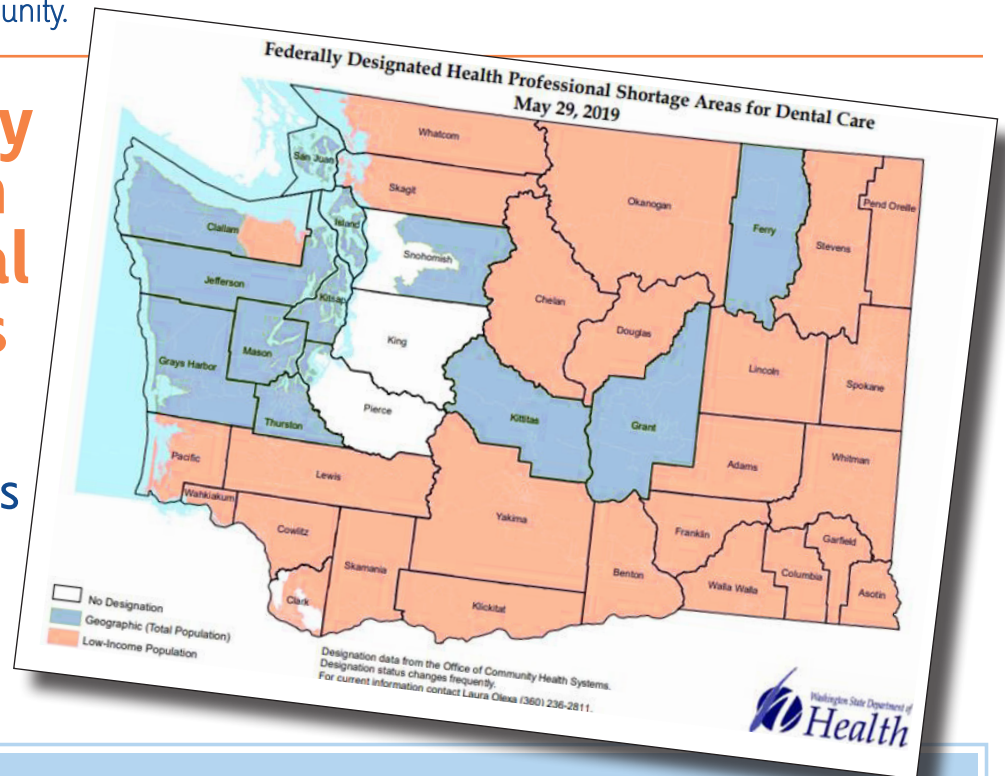 unity.
y
n
al
s
s
Federally Designated Health Professional Shortage Areas for Dental Care
May 29, 2019
Whatcom
San Juan
Skagit
Okanogan
Pend Oreille
Ferry
Stevens
Island
Clallam
Snohomish
Jefferson
Kitsap
Chelan
Douglas
King
Mason
Grays Harbor
Lincoln
Spokane
Pierce
Kittitas
Grant
Thurston
Adams
Whitman
Pacific
Lewis
Wahkiakum
Yakima
Franklin
Garfield
Cowlitz
Skamania
Benton
Walla Walla
Columbia
Asotin
Clark
Klickitat
No Designation
Geographic (Total Population)
Low-Income Population
Designation data from the Office of Community Health Systems.
Designation status changes frequently.
For current information contact Laura Olexa (360) 236-2811.
Washington State Department of
Health